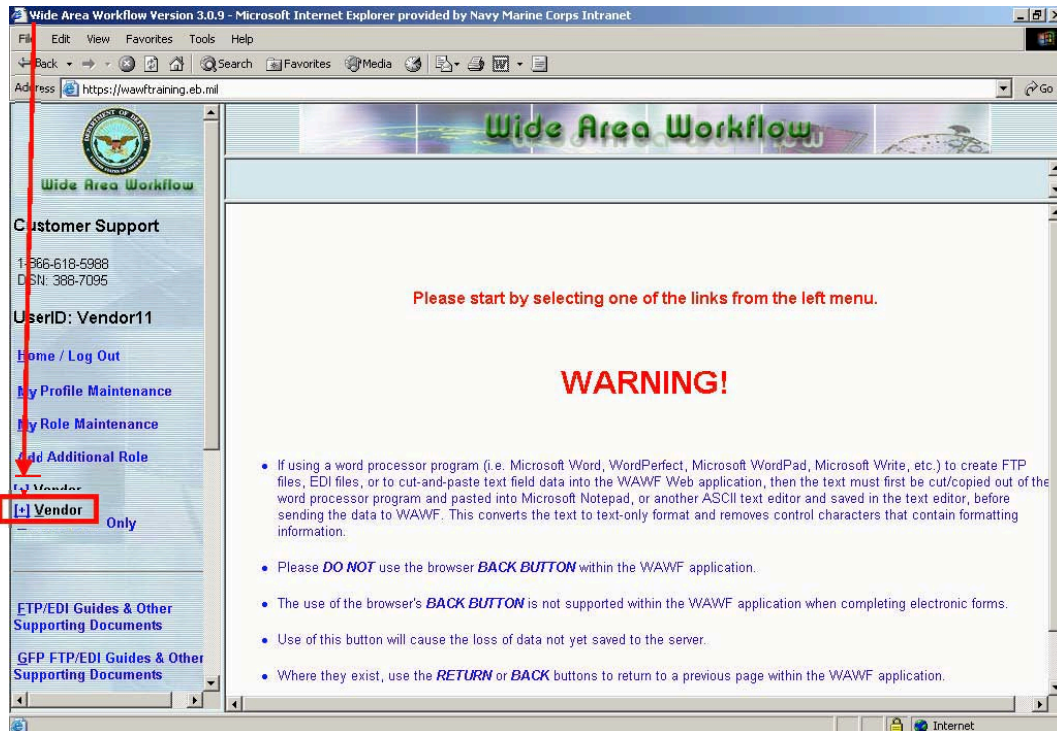 Wide Area Workflow Version 3.0.9 - Microsoft Internet Explorer provided by Navy Marine Corps Intranet
File Edit View Favorites Tools Help
Back Search Favorites Media
Address https://wawftraining.eb.mil Go
DEPARTMENT OF DEFENSE
UNITED STATES OF AMERICA
Wide Area Workflow
Wide Area Workflow
Customer Support
1-866-618-5988
DSN: 388-7095
UserID: Vendor11
Home / Log Out
My Profile Maintenance
My Role Maintenance
Add Additional Role
[+] Vendor
[+] Vendor
Only
FTP/EDI Guides & Other
Supporting Documents
GFP FTP/EDI Guides & Other
Supporting Documents
Please start by selecting one of the links from the left menu.
WARNING!
• If using a word processor program (i.e. Microsoft Word, WordPerfect, Microsoft WordPad, Microsoft Write, etc.) to create FTP
files, EDI files, or to cut-and-paste text field data into the WAWF Web application, then the text must first be cut/copied out of the
word processor program and pasted into Microsoft Notepad, or another ASCII text editor and saved in the text editor, before
sending the data to WAWF. This converts the text to text-only format and removes control characters that contain formatting
information.
• Please DO NOT use the browser BACK BUTTON within the WAWF application.
• The use of the browser's BACK BUTTON is not supported within the WAWF application when completing electronic forms.
• Use of this button will cause the loss of data not yet saved to the server.
• Where they exist, use the RETURN or BACK buttons to return to a previous page within the WAWF application.
Internet